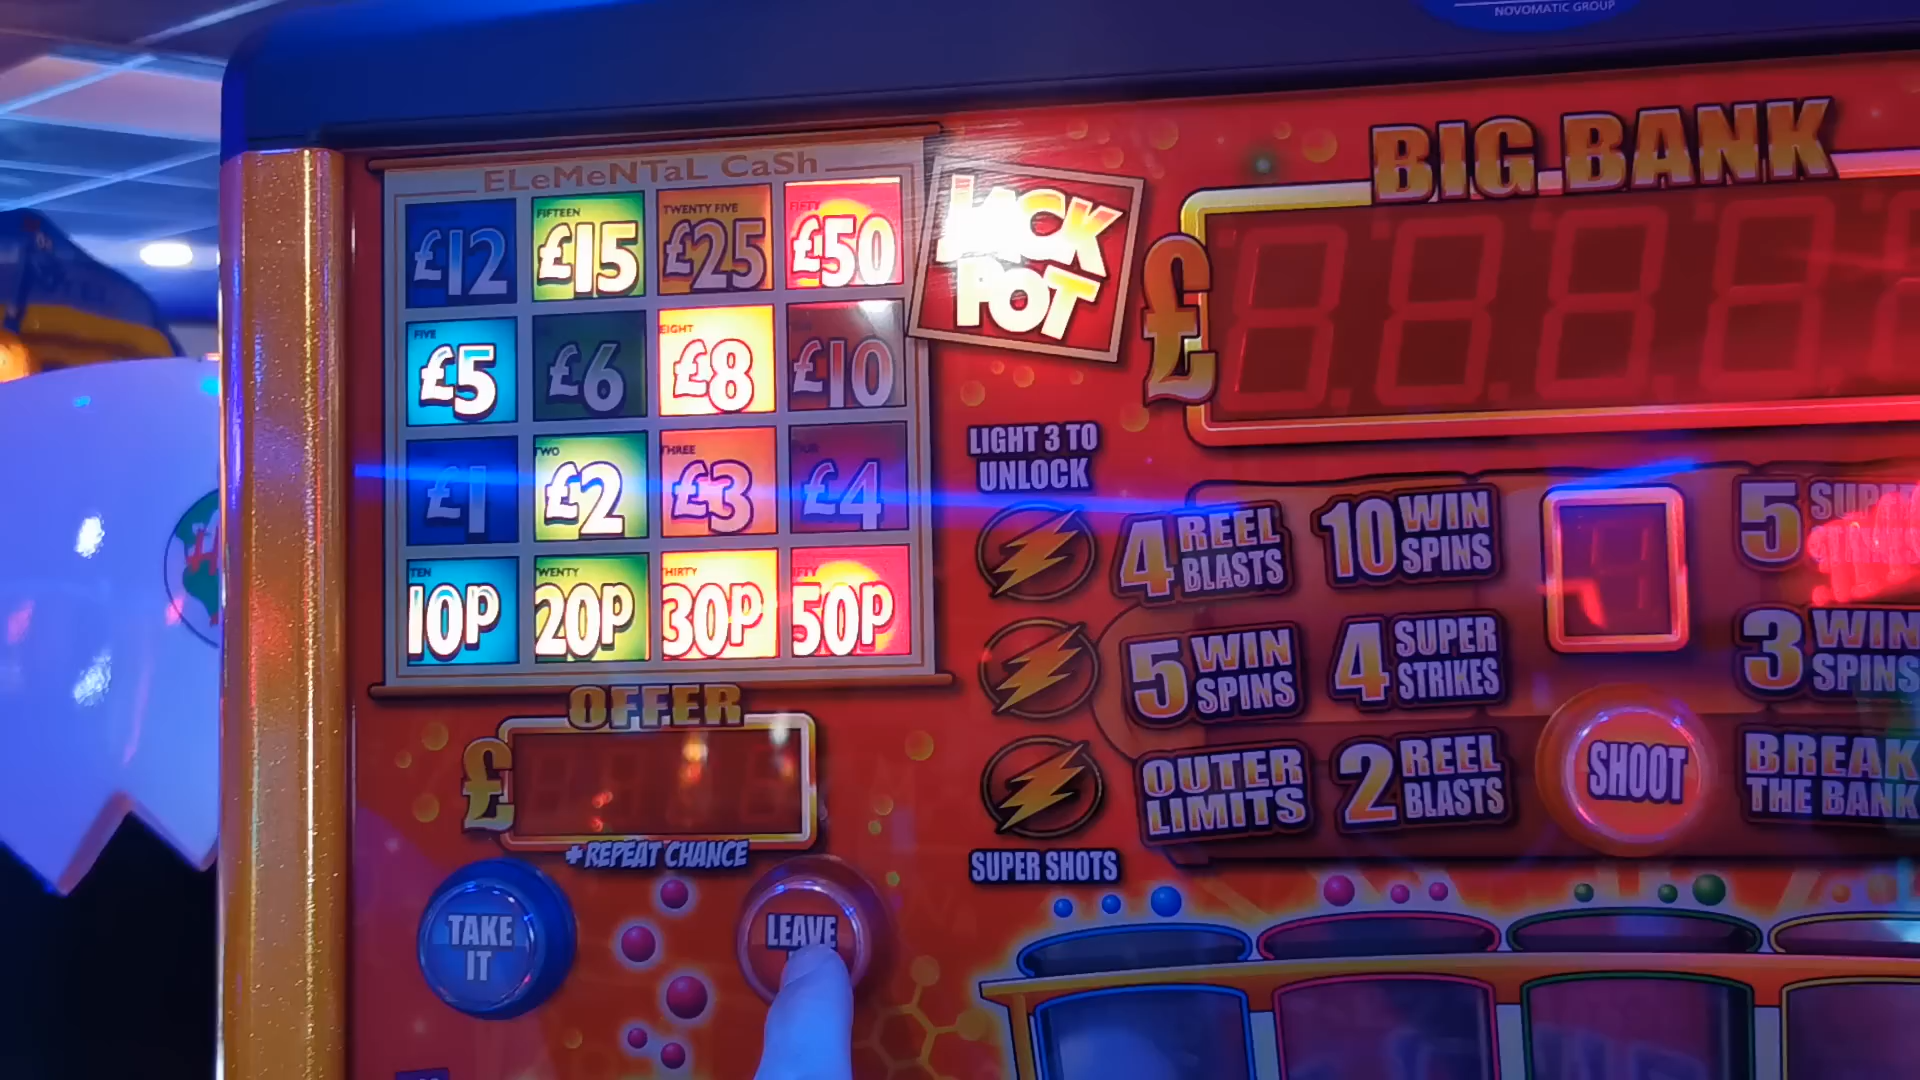 NOVOMATIC GROUP
BIG BANK
ELeMeNTaL CaSh
£12
FIFTEEN
£15
TWENTY FIVE
£25
FIFTY
£50
JACK
POT
£
FIVE
£5
£6
EIGHT
£8
£10
£1
TWO
£2
THREE
£3
£4
TEN
10P
TWENTY
20P
THIRTY
30P
FIFTY
50P
LIGHT 3 TO
UNLOCK
SUPER SHOTS
4 REEL
BLASTS
10 WIN
SPINS
5 SUPER
5 WIN
SPINS
4 SUPER
STRIKES
3 WIN
SPINS
OUTER
LIMITS
2 REEL
BLASTS
SHOOT
BREAK
THE BANK
OFFER
£
+ REPEAT CHANCE
TAKE
IT
LEAVE